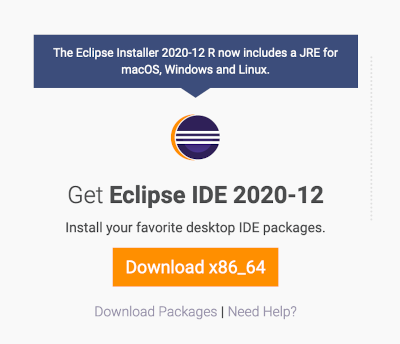 The Eclipse Installer 2020-12 R now includes a JRE for
macOS, Windows and Linux.
Get Eclipse IDE 2020-12
Install your favorite desktop IDE packages.
Download x86_64
Download Packages | Need Help?